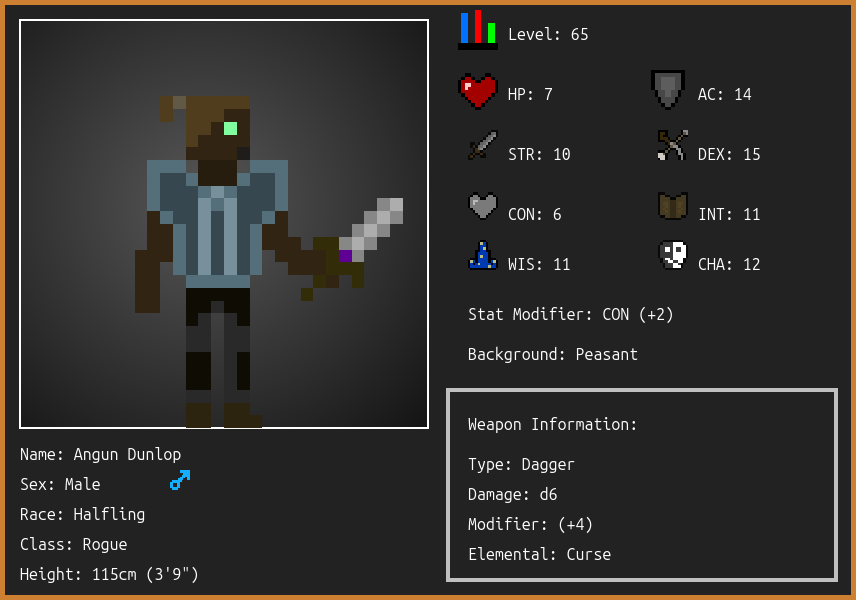 Level: 65
HP: 7
AC: 14
STR: 10
DEX: 15
CON: 6
INT: 11
WIS: 11
CHA: 12
Stat Modifier: CON (+2)
Background: Peasant
Weapon Information:
Type: Dagger
Damage: d6
Modifier: (+4)
Elemental: Curse
Name: Angun Dunlop
Sex: Male
Race: Halfling
Class: Rogue
Height: 115cm (3'9")